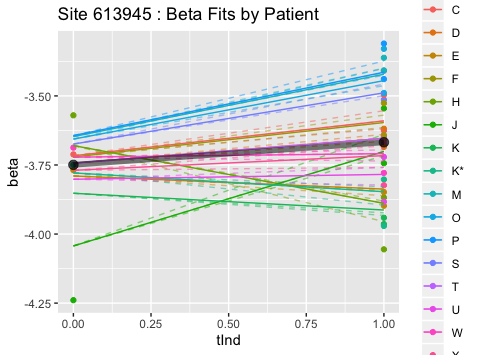 Site 613945 : Beta Fits by Patient
beta
-3.50
-3.75
-4.00
-4.25
0.00
0.25
0.50
0.75
1.00
tInd
C
D
E
F
H
J
K
K*
M
O
P
S
T
U
W